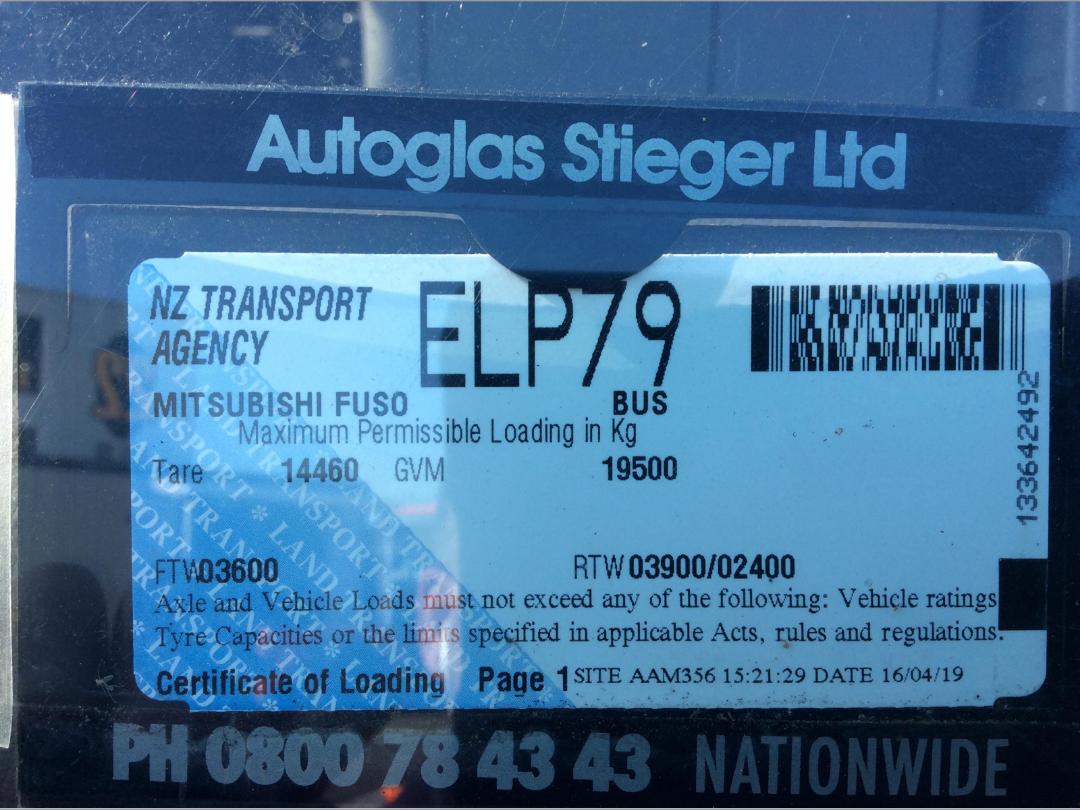 Autoglas Stieger Ltd
NZ TRANSPORT
AGENCY
ELP79
MITSUBISHI FUSO BUS
Maximum Permissible Loading in Kg
Tare 14460 GVM 19500
133642492
FTW03600 RTW 03900/02400
Axle and Vehicle Loads must not exceed any of the following: Vehicle ratings
Tyre Capacities or the limits specified in applicable Acts, rules and regulations.
Certificate of Loading Page 1 SITE AAM356 15:21:29 DATE 16/04/19
PH 0800 78 43 43 NATIONWIDE